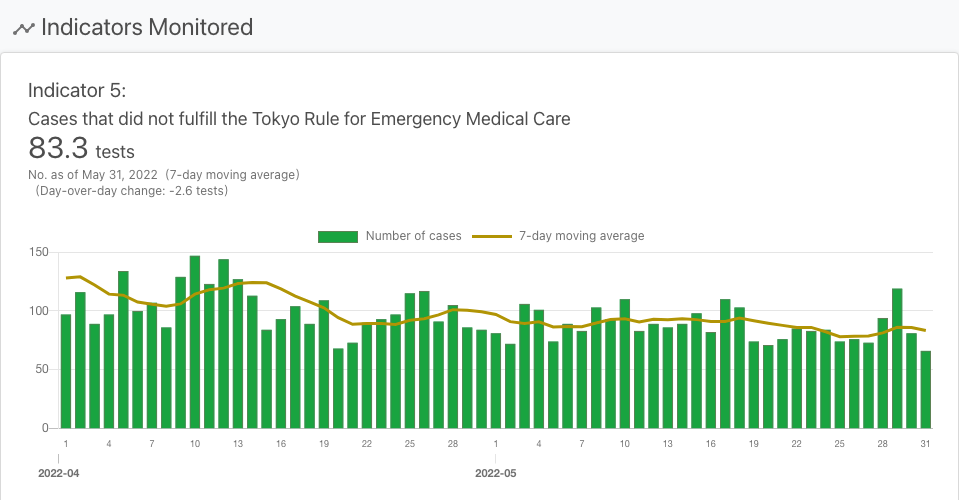 Indicators Monitored
Indicator 5:
Cases that did not fulfill the Tokyo Rule for Emergency Medical Care
83.3 tests
No. as of May 31, 2022 (7-day moving average)
(Day-over-day change: -2.6 tests)
Number of cases 7-day moving average
150
100
50
0
1 4 7 10 13 16 19 22 25 28 1 4 7 10 13 16 19 22 25 28 31
2022-04 2022-05